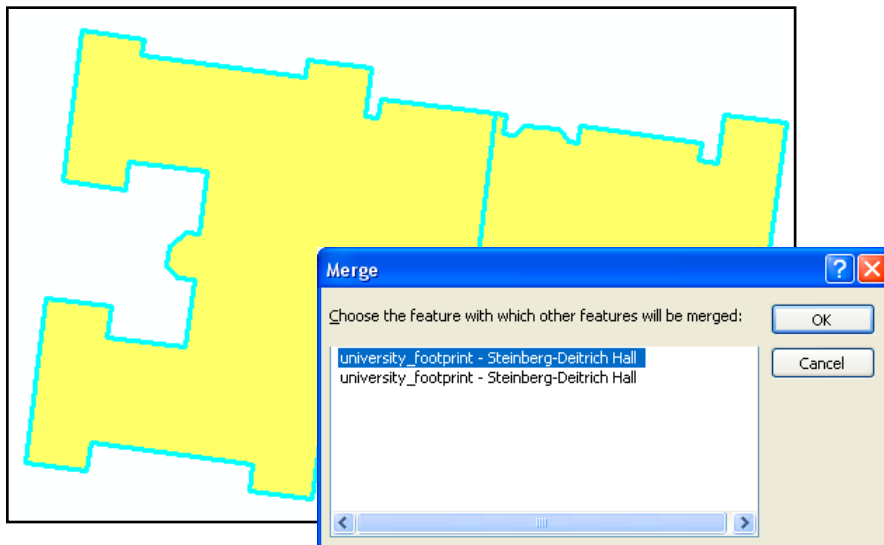 Merge
Choose the feature with which other features will be merged:
OK
university_footprint - Steinberg-Deitrich Hall
Cancel
university_footprint - Steinberg-Deitrich Hall